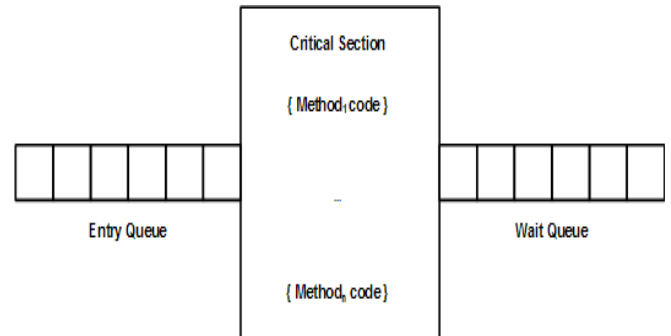 Critical Section
{ Method₁ code }
...
Entry Queue
Wait Queue
{ Methodₙ code }